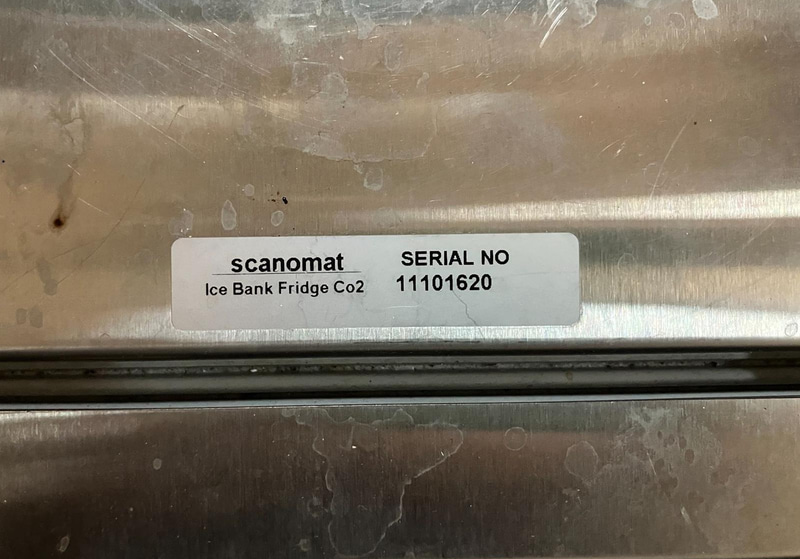 scanomat
Ice Bank Fridge Co2
SERIAL NO
11101620